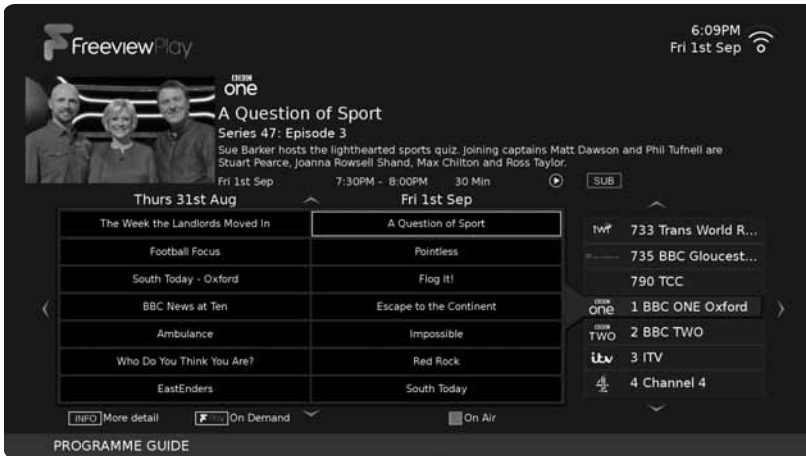 FreeviewPlay
6:09PM
Fri 1st Sep
BBC
one
A Question of Sport
Series 47: Episode 3
Sue Barker hosts the lighthearted sports quiz. Joining captains Matt Dawson and Phil Tufnell are
Stuart Pearce, Joanna Rowsell Shand, Max Chilton and Ross Taylor.
Fri 1st Sep 7:30PM - 8:00PM 30 Min SUB
Thurs 31st Aug Fri 1st Sep
The Week the Landlords Moved In A Question of Sport
Football Focus Pointless
South Today - Oxford Flog It!
BBC News at Ten Escape to the Continent
Ambulance Impossible
Who Do You Think You Are? Red Rock
EastEnders South Today
twr 733 Trans World R...
735 BBC Gloucest...
790 TCC
BBC one 1 BBC ONE Oxford
BBC TWO 2 BBC TWO
itv 3 ITV
4 4 Channel 4
INFO More detail On Demand On Air
PROGRAMME GUIDE